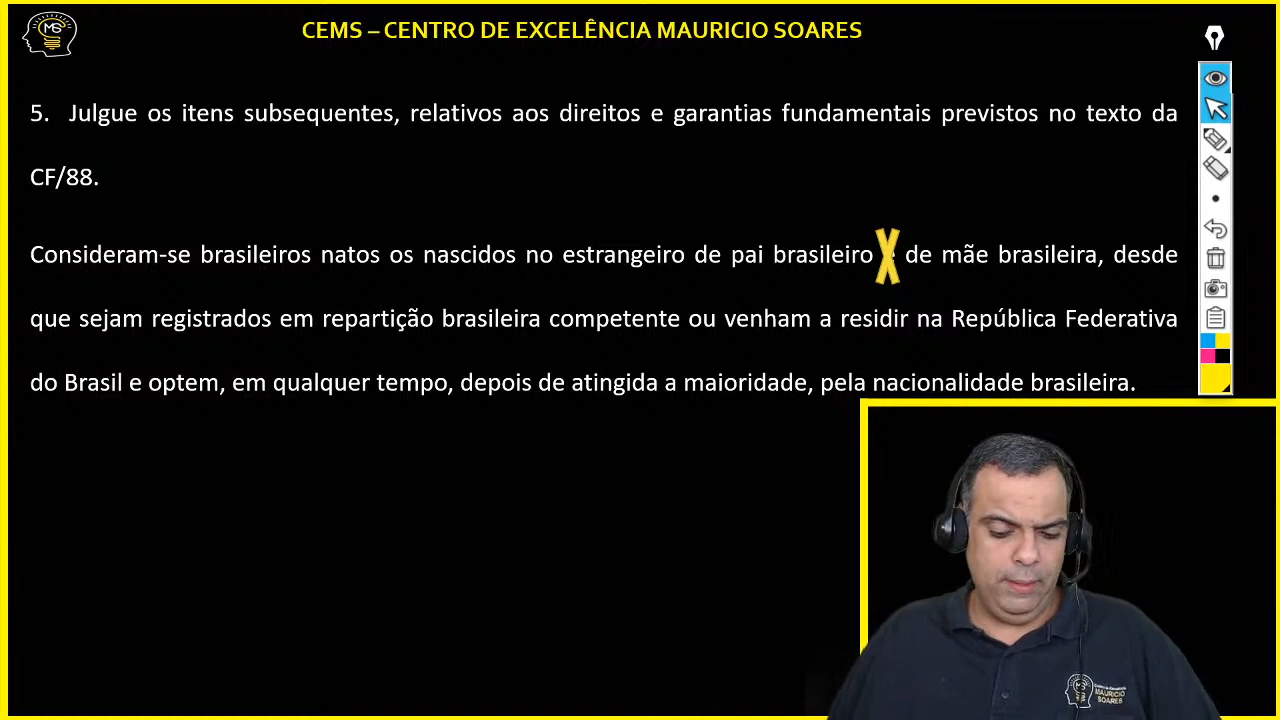 MS
CEMS – CENTRO DE EXCELÊNCIA MAURICIO SOARES
5. Julgue os itens subsequentes, relativos aos direitos e garantias fundamentais previstos no texto da
CF/88.
Consideram-se brasileiros natos os nascidos no estrangeiro de pai brasileiro de mãe brasileira, desde
que sejam registrados em repartição brasileira competente ou venham a residir na República Federativa
do Brasil e optem, em qualquer tempo, depois de atingida a maioridade, pela nacionalidade brasileira.
MAURICIO
SOARES